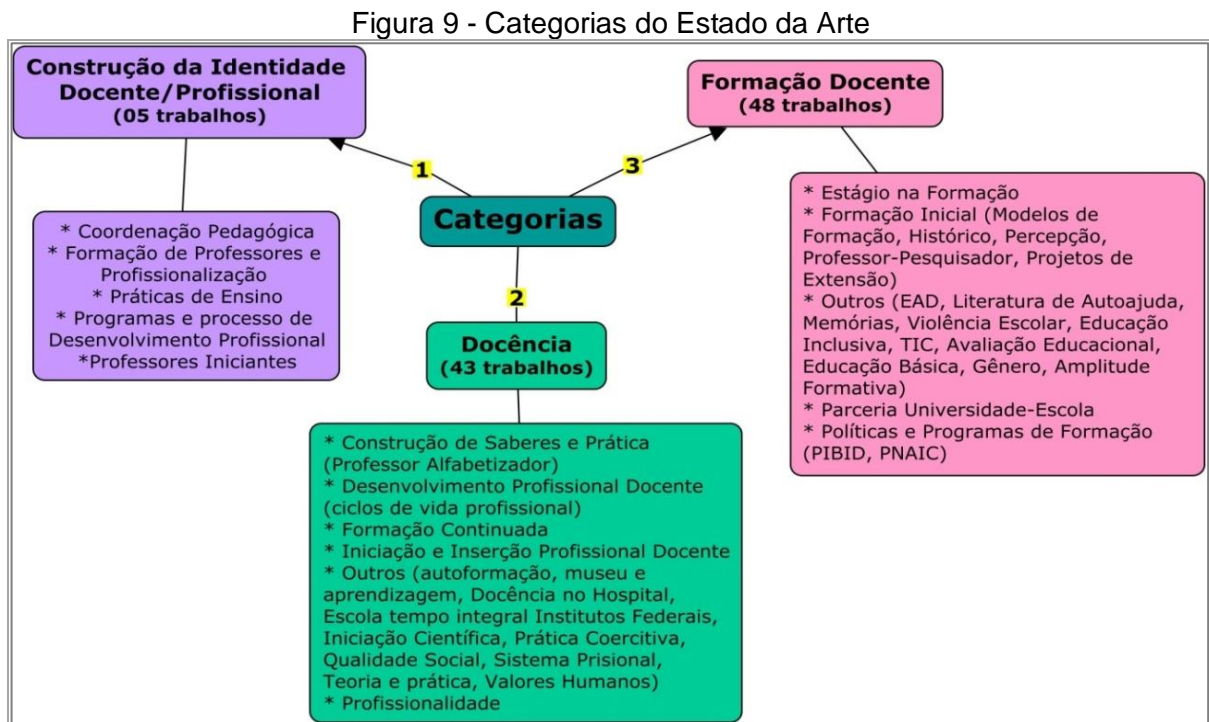 Figura 9 - Categorias do Estado da Arte
Construção da Identidade
Docente/Profissional
(05 trabalhos)
Formação Docente
(48 trabalhos)
1
3
Categorias
* Coordenação Pedagógica
* Formação de Professores e
Profissionalização
* Práticas de Ensino
* Programas e processo de
Desenvolvimento Profissional
*Professores Iniciantes
* Estágio na Formação
* Formação Inicial (Modelos de
Formação, Histórico, Percepção,
Professor-Pesquisador, Projetos de
Extensão)
* Outros (EAD, Literatura de Autoajuda,
Memórias, Violência Escolar, Educação
Inclusiva, TIC, Avaliação Educacional,
Educação Básica, Gênero, Amplitude
Formativa)
* Parceria Universidade-Escola
* Políticas e Programas de Formação
(PIBID, PNAIC)
2
Docência
(43 trabalhos)
* Construção de Saberes e Prática
(Professor Alfabetizador)
* Desenvolvimento Profissional Docente
(ciclos de vida profissional)
* Formação Continuada
* Iniciação e Inserção Profissional Docente
* Outros (autoformação, museu e
aprendizagem, Docência no Hospital,
Escola tempo integral Institutos Federais,
Iniciação Científica, Prática Coercitiva,
Qualidade Social, Sistema Prisional,
Teoria e prática, Valores Humanos)
* Profissionalidade